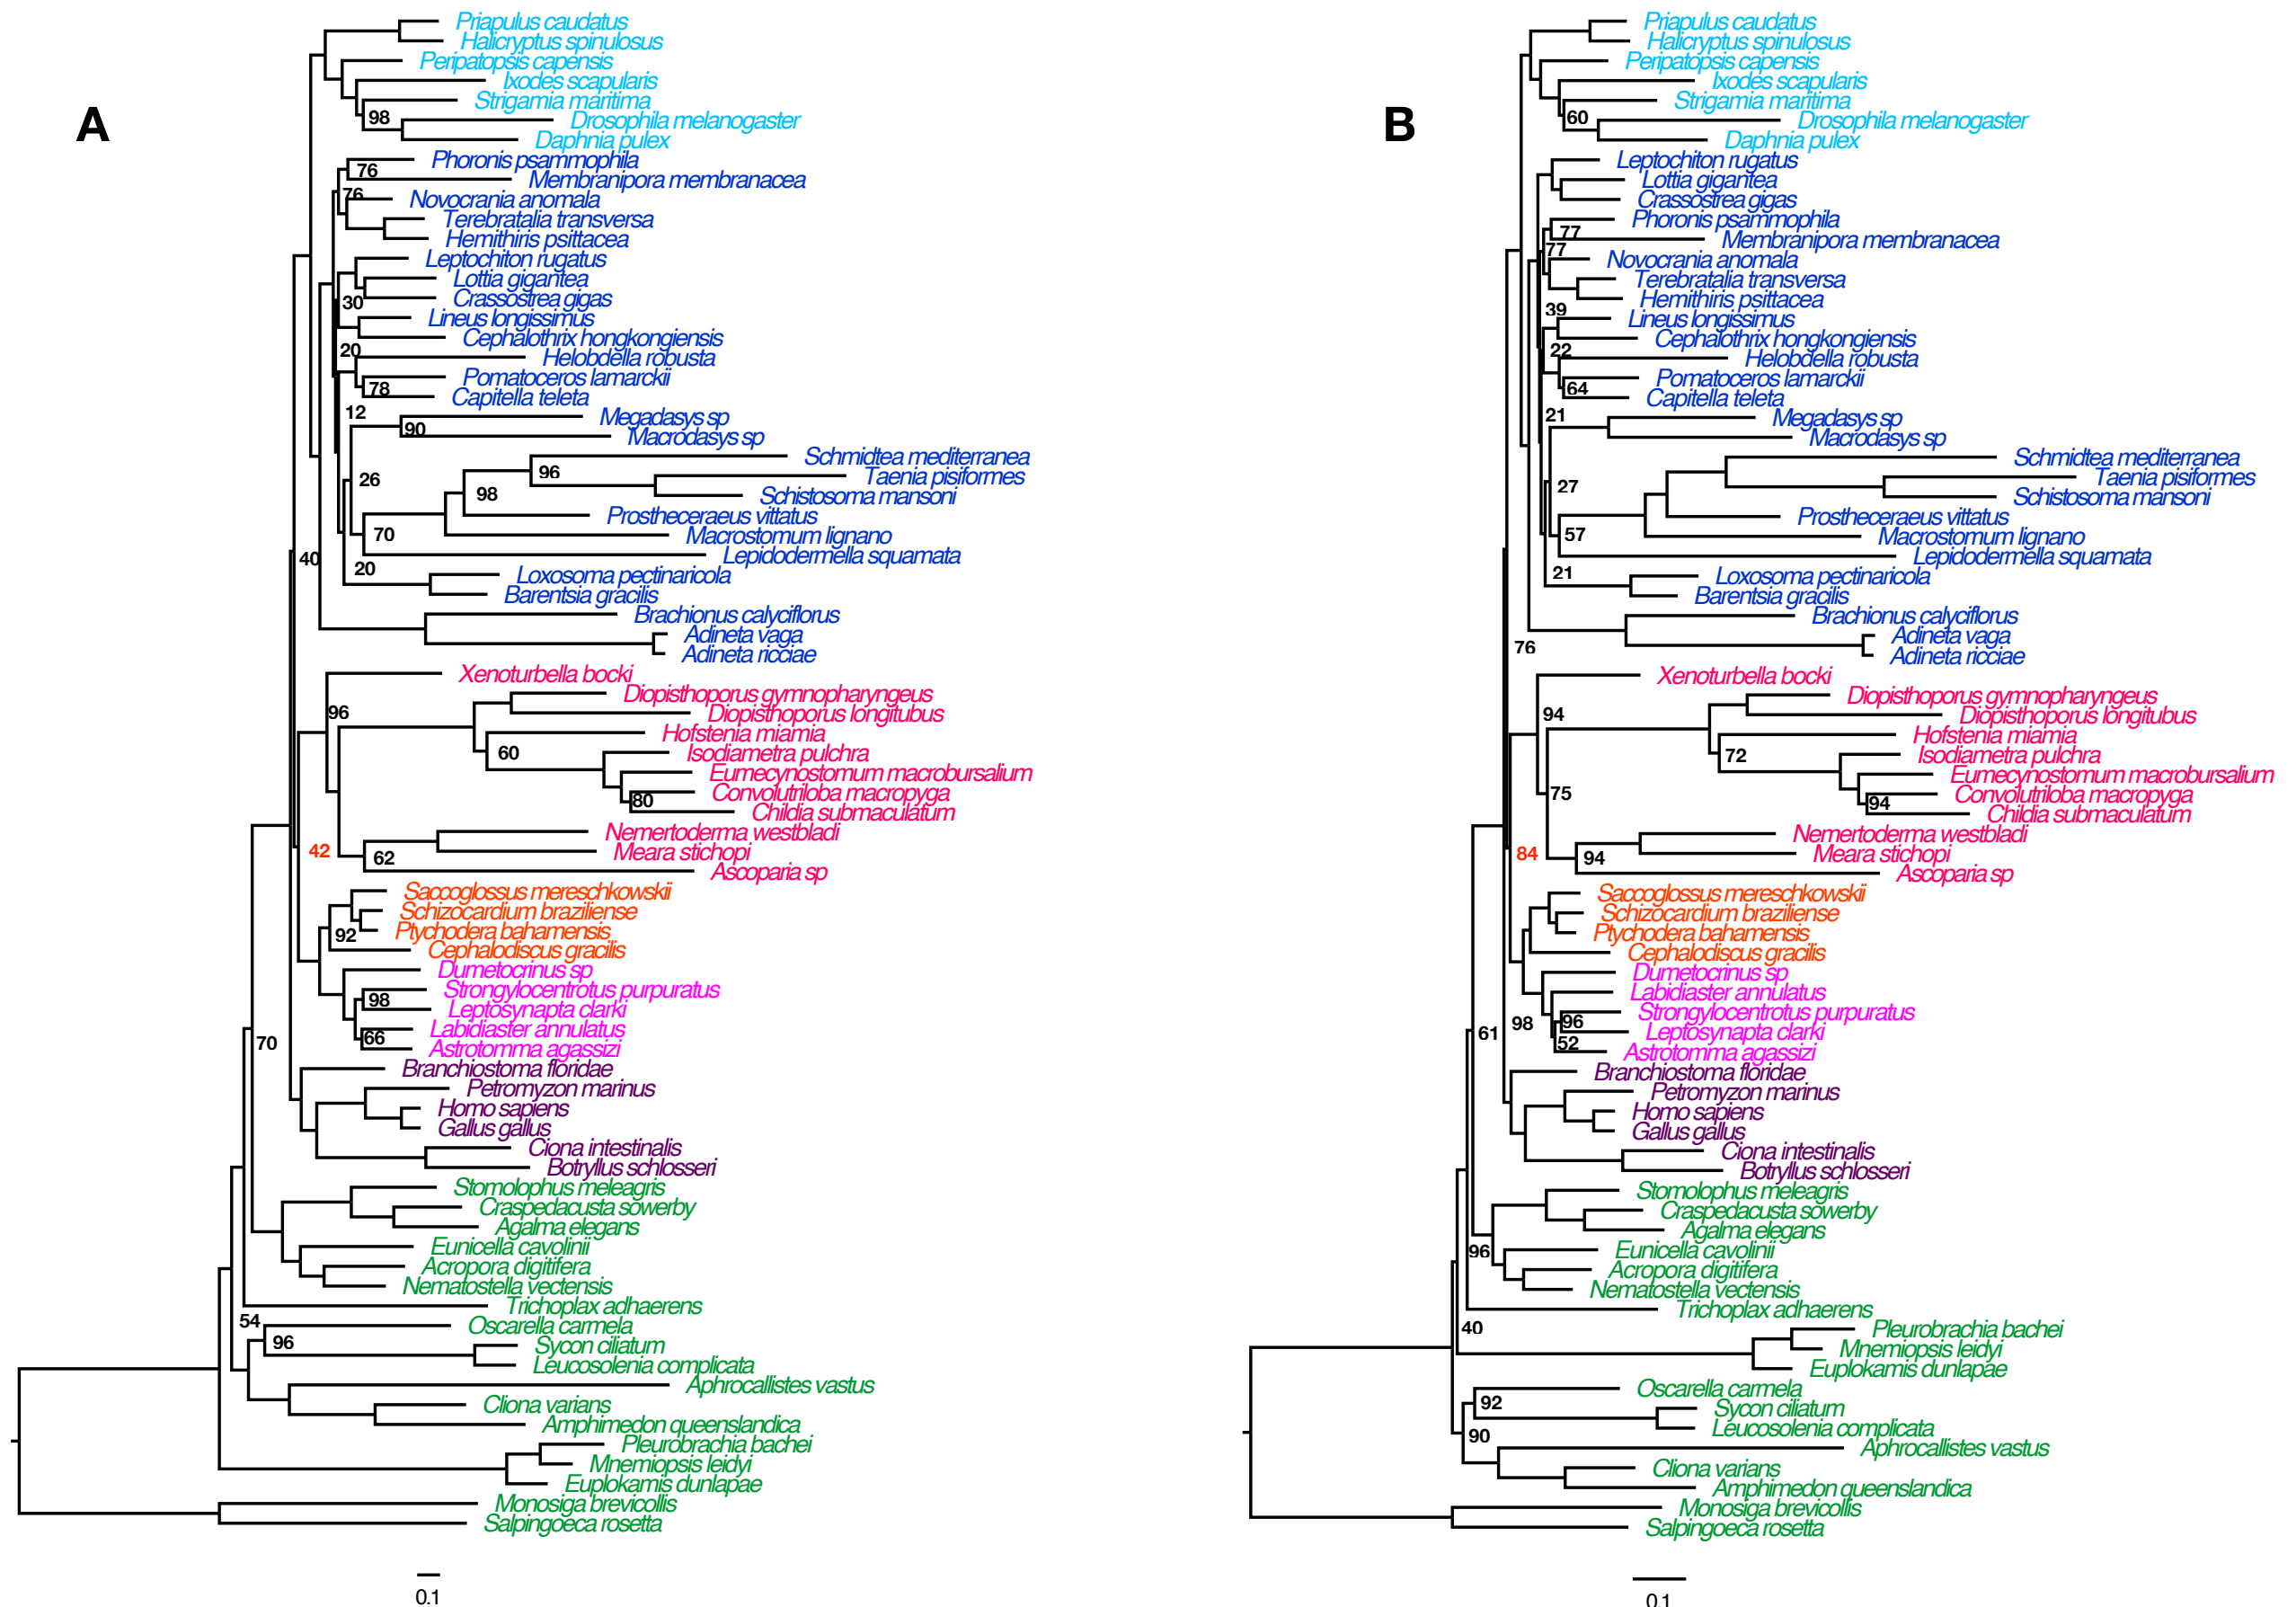 A
Priapulus caudatus
Halicryptus spinulosus
Peripatopsis capensis
Ixodes scapularis
Strigamia maritima
98
Drosophila melanogaster
Daphnia pulex
Phoronis psammophila
76
Membranipora membranacea
76
Novocrania anomala
Terebratalia transversa
Hemithiris psittacea
Leptochiton rugatus
Lottia gigantea
30
Crassostrea gigas
Lineus longissimus
Cephalothrix hongkongiensis
20
Helobdella robusta
Pomatoceros lamarckii
78
Capitella teleta
12
Megadasys sp
90
Macrodasys sp
Schmidtea mediterranea
96
Taenia pisiformes
26
98
Schistosoma mansoni
Prostheceraeus vittatus
70
Macrostomum lignano
40
Lepidodermella squamata
20
Loxosoma pectinaricola
Barentsia gracilis
Brachionus calyciflorus
Adineta vaga
Adineta ricciae
Xenoturbella bocki
Diopisthoporus gymnopharyngeus
96
Diopisthoporus longitubus
Hofstenia miamia
60
Isodiametra pulchra
Eumecynostomum macrobursalium
Convolutriloba macropyga
80
Childia submaculatum
Nemertoderma westbladi
42
62
Meara stichopi
Ascoparia sp
Saccoglossus mereschkowskii
Schizocardium braziliense
92
Ptychodera bahamensis
Cephalodiscus gracilis
Dumetocrinus sp
Strongylocentrotus purpuratus
98
Leptosynapta clarki
Labidiaster annulatus
66
70
Astrotomma agassizi
Branchiostoma floridae
Petromyzon marinus
Homo sapiens
Gallus gallus
Ciona intestinalis
Botryllus schlosseri
Stomolophus meleagris
Craspedacusta sowerby
Agalma elegans
Eunicella cavolinii
Acropora digitifera
Nematostella vectensis
Trichoplax adhaerens
54
Oscarella carmela
96
Sycon ciliatum
Leucosolenia complicata
Aphrocallistes vastus
Cliona varians
Amphimedon queenslandica
Pleurobrachia bachei
Mnemiopsis leidyi
Euplokamis dunlapae
Monosiga brevicollis
Salpingoeca rosetta
0.1
B
Priapulus caudatus
Halicryptus spinulosus
Peripatopsis capensis
Ixodes scapularis
Strigamia maritima
60
Drosophila melanogaster
Daphnia pulex
Leptochiton rugatus
Lottia gigantea
Crassostrea gigas
Phoronis psammophila
77
Membranipora membranacea
77
Novocrania anomala
Terebratalia transversa
Hemithiris psittacea
39
Lineus longissimus
Cephalothrix hongkongiensis
22
Helobdella robusta
Pomatoceros lamarckii
64
Capitella teleta
21
Megadasys sp
Macrodasys sp
Schmidtea mediterranea
Taenia pisiformes
27
Schistosoma mansoni
Prostheceraeus vittatus
57
Macrostomum lignano
Lepidodermella squamata
21
Loxosoma pectinaricola
Barentsia gracilis
Brachionus calyciflorus
Adineta vaga
76
Adineta ricciae
Xenoturbella bocki
Diopisthoporus gymnopharyngeus
94
Diopisthoporus longitubus
Hofstenia miamia
72
Isodiametra pulchra
Eumecynostomum macrobursalium
75
Convolutriloba macropyga
94
Childia submaculatum
Nemertoderma westbladi
84
94
Meara stichopi
Ascoparia sp
Saccoglossus mereschkowskii
Schizocardium braziliense
Ptychodera bahamensis
Cephalodiscus gracilis
Dumetocrinus sp
Labidiaster annulatus
Strongylocentrotus purpuratus
98
96
Leptosynapta clarki
61
52
Astrotomma agassizi
Branchiostoma floridae
Petromyzon marinus
Homo sapiens
Gallus gallus
Ciona intestinalis
Botryllus schlosseri
Stomolophus meleagris
Craspedacusta sowerby
Agalma elegans
96
Eunicella cavolinii
Acropora digitifera
Nematostella vectensis
Trichoplax adhaerens
40
Pleurobrachia bachei
Mnemiopsis leidyi
Euplokamis dunlapae
Oscarella carmela
92
Sycon ciliatum
Leucosolenia complicata
90
Aphrocallistes vastus
Cliona varians
Amphimedon queenslandica
Monosiga brevicollis
Salpingoeca rosetta
0.1